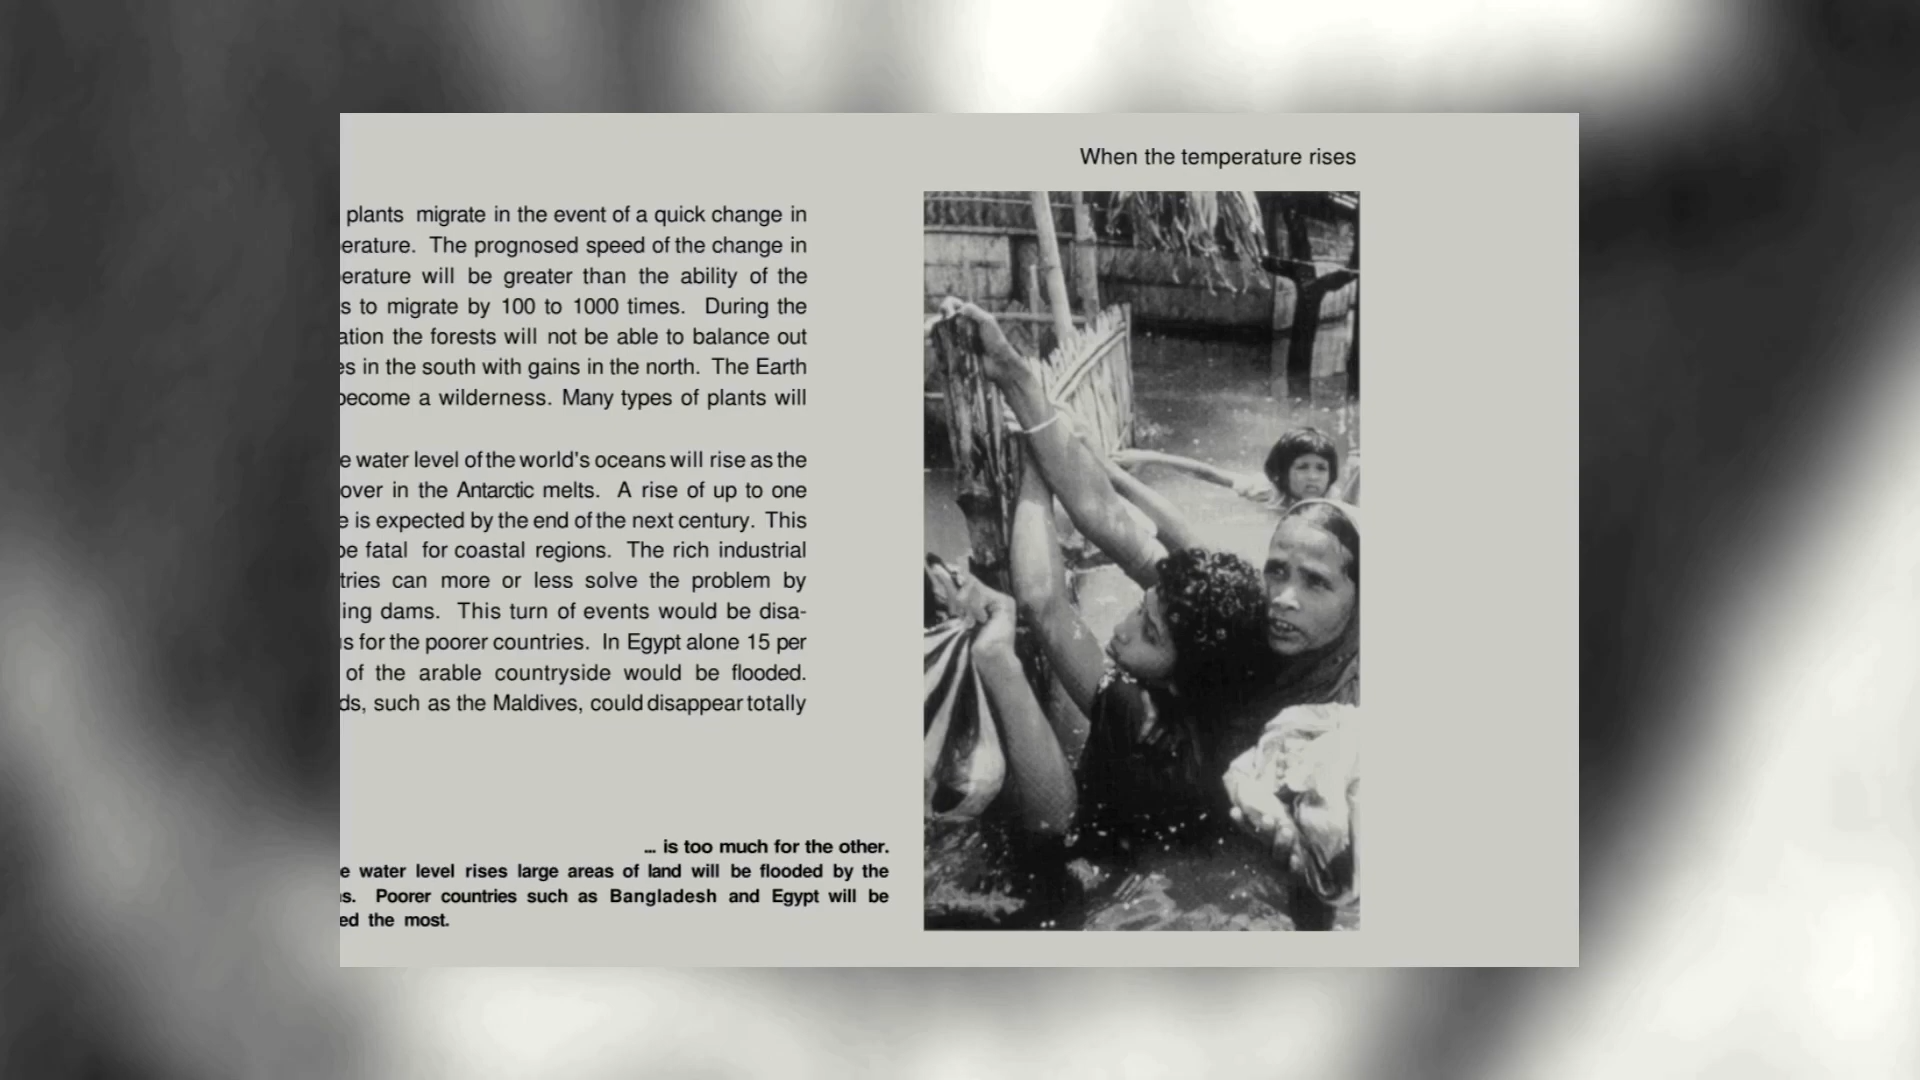 When the temperature rises
plants migrate in the event of a quick change in
erature. The prognosed speed of the change in
erature will be greater than the ability of the
s to migrate by 100 to 1000 times. During the
ation the forests will not be able to balance out
es in the south with gains in the north. The Earth
become a wilderness. Many types of plants will
e water level of the world's oceans will rise as the
over in the Antarctic melts. A rise of up to one
e is expected by the end of the next century. This
be fatal for coastal regions. The rich industrial
tries can more or less solve the problem by
ling dams. This turn of events would be disa-
s for the poorer countries. In Egypt alone 15 per
of the arable countryside would be flooded.
ds, such as the Maldives, could disappear totally
... is too much for the other.
e water level rises large areas of land will be flooded by the
s. Poorer countries such as Bangladesh and Egypt will be
ed the most.